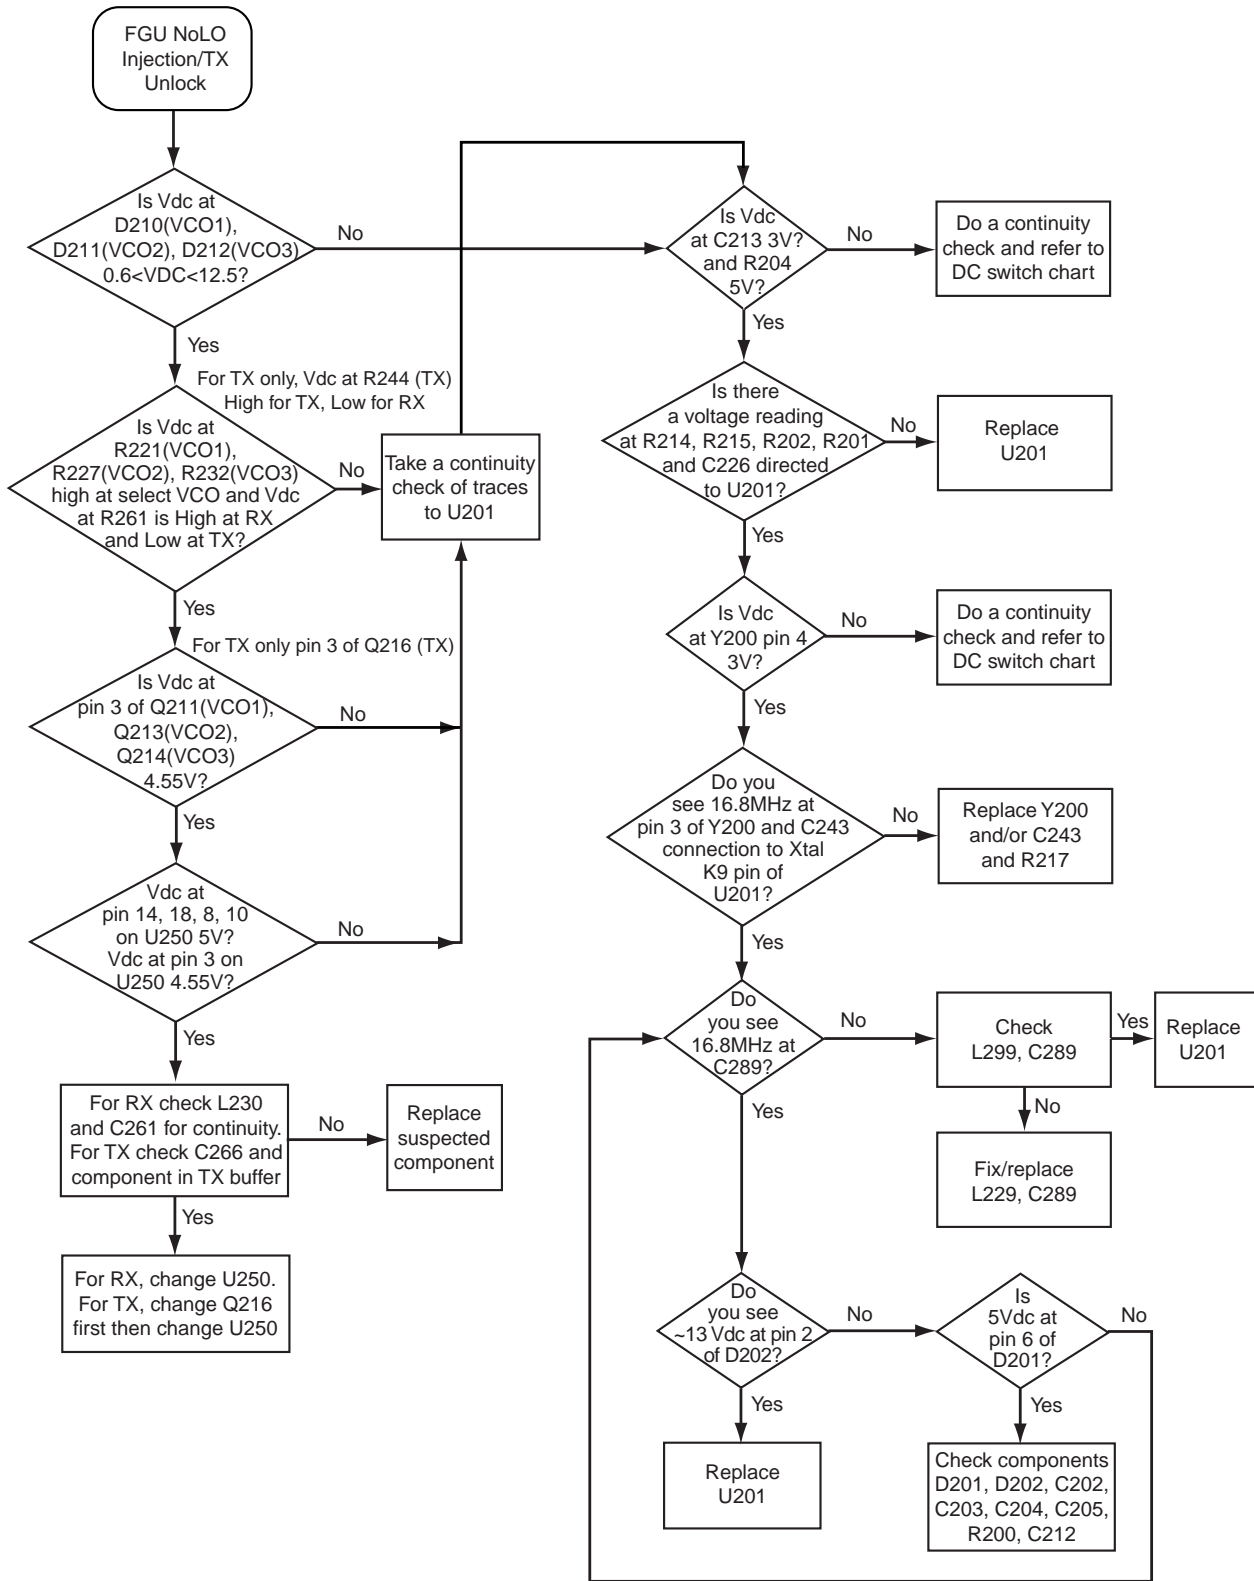 FGU NoLO
Injection/TX
Unlock
Is Vdc at
D210(VCO1),
D211(VCO2), D212(VCO3)
0.6<VDC<12.5?
No
Yes
For TX only, Vdc at R244 (TX)
High for TX, Low for RX
Is Vdc at
R221(VCO1),
R227(VCO2), R232(VCO3)
high at select VCO and Vdc
at R261 is High at RX
and Low at TX?
No
Take a continuity
check of traces
to U201
Yes
For TX only pin 3 of Q216 (TX)
Is Vdc at
pin 3 of Q211(VCO1),
Q213(VCO2),
Q214(VCO3)
4.55V?
No
Yes
Vdc at
pin 14, 18, 8, 10
on U250 5V?
Vdc at pin 3 on
U250 4.55V?
No
Yes
For RX check L230
and C261 for continuity.
For TX check C266 and
component in TX buffer
No
Replace
suspected
component
Yes
For RX, change U250.
For TX, change Q216
first then change U250
Is Vdc
at C213 3V?
and R204
5V?
No
Do a continuity
check and refer to
DC switch chart
Yes
Is there
a voltage reading
at R214, R215, R202, R201
and C226 directed
to U201?
No
Replace
U201
Yes
Is Vdc
at Y200 pin 4
3V?
No
Do a continuity
check and refer to
DC switch chart
Yes
Do you
see 16.8MHz at
pin 3 of Y200 and C243
connection to Xtal
K9 pin of
U201?
No
Replace Y200
and/or C243
and R217
Yes
Do
you see
16.8MHz at
C289?
No
Check
L299, C289
Yes
Replace
U201
No
Fix/replace
L229, C289
Yes
Do
you see
~13 Vdc at pin 2
of D202?
No
Is
5Vdc at
pin 6 of
D201?
No
Yes
Replace
U201
Yes
Check components
D201, D202, C202,
C203, C204, C205,
R200, C212